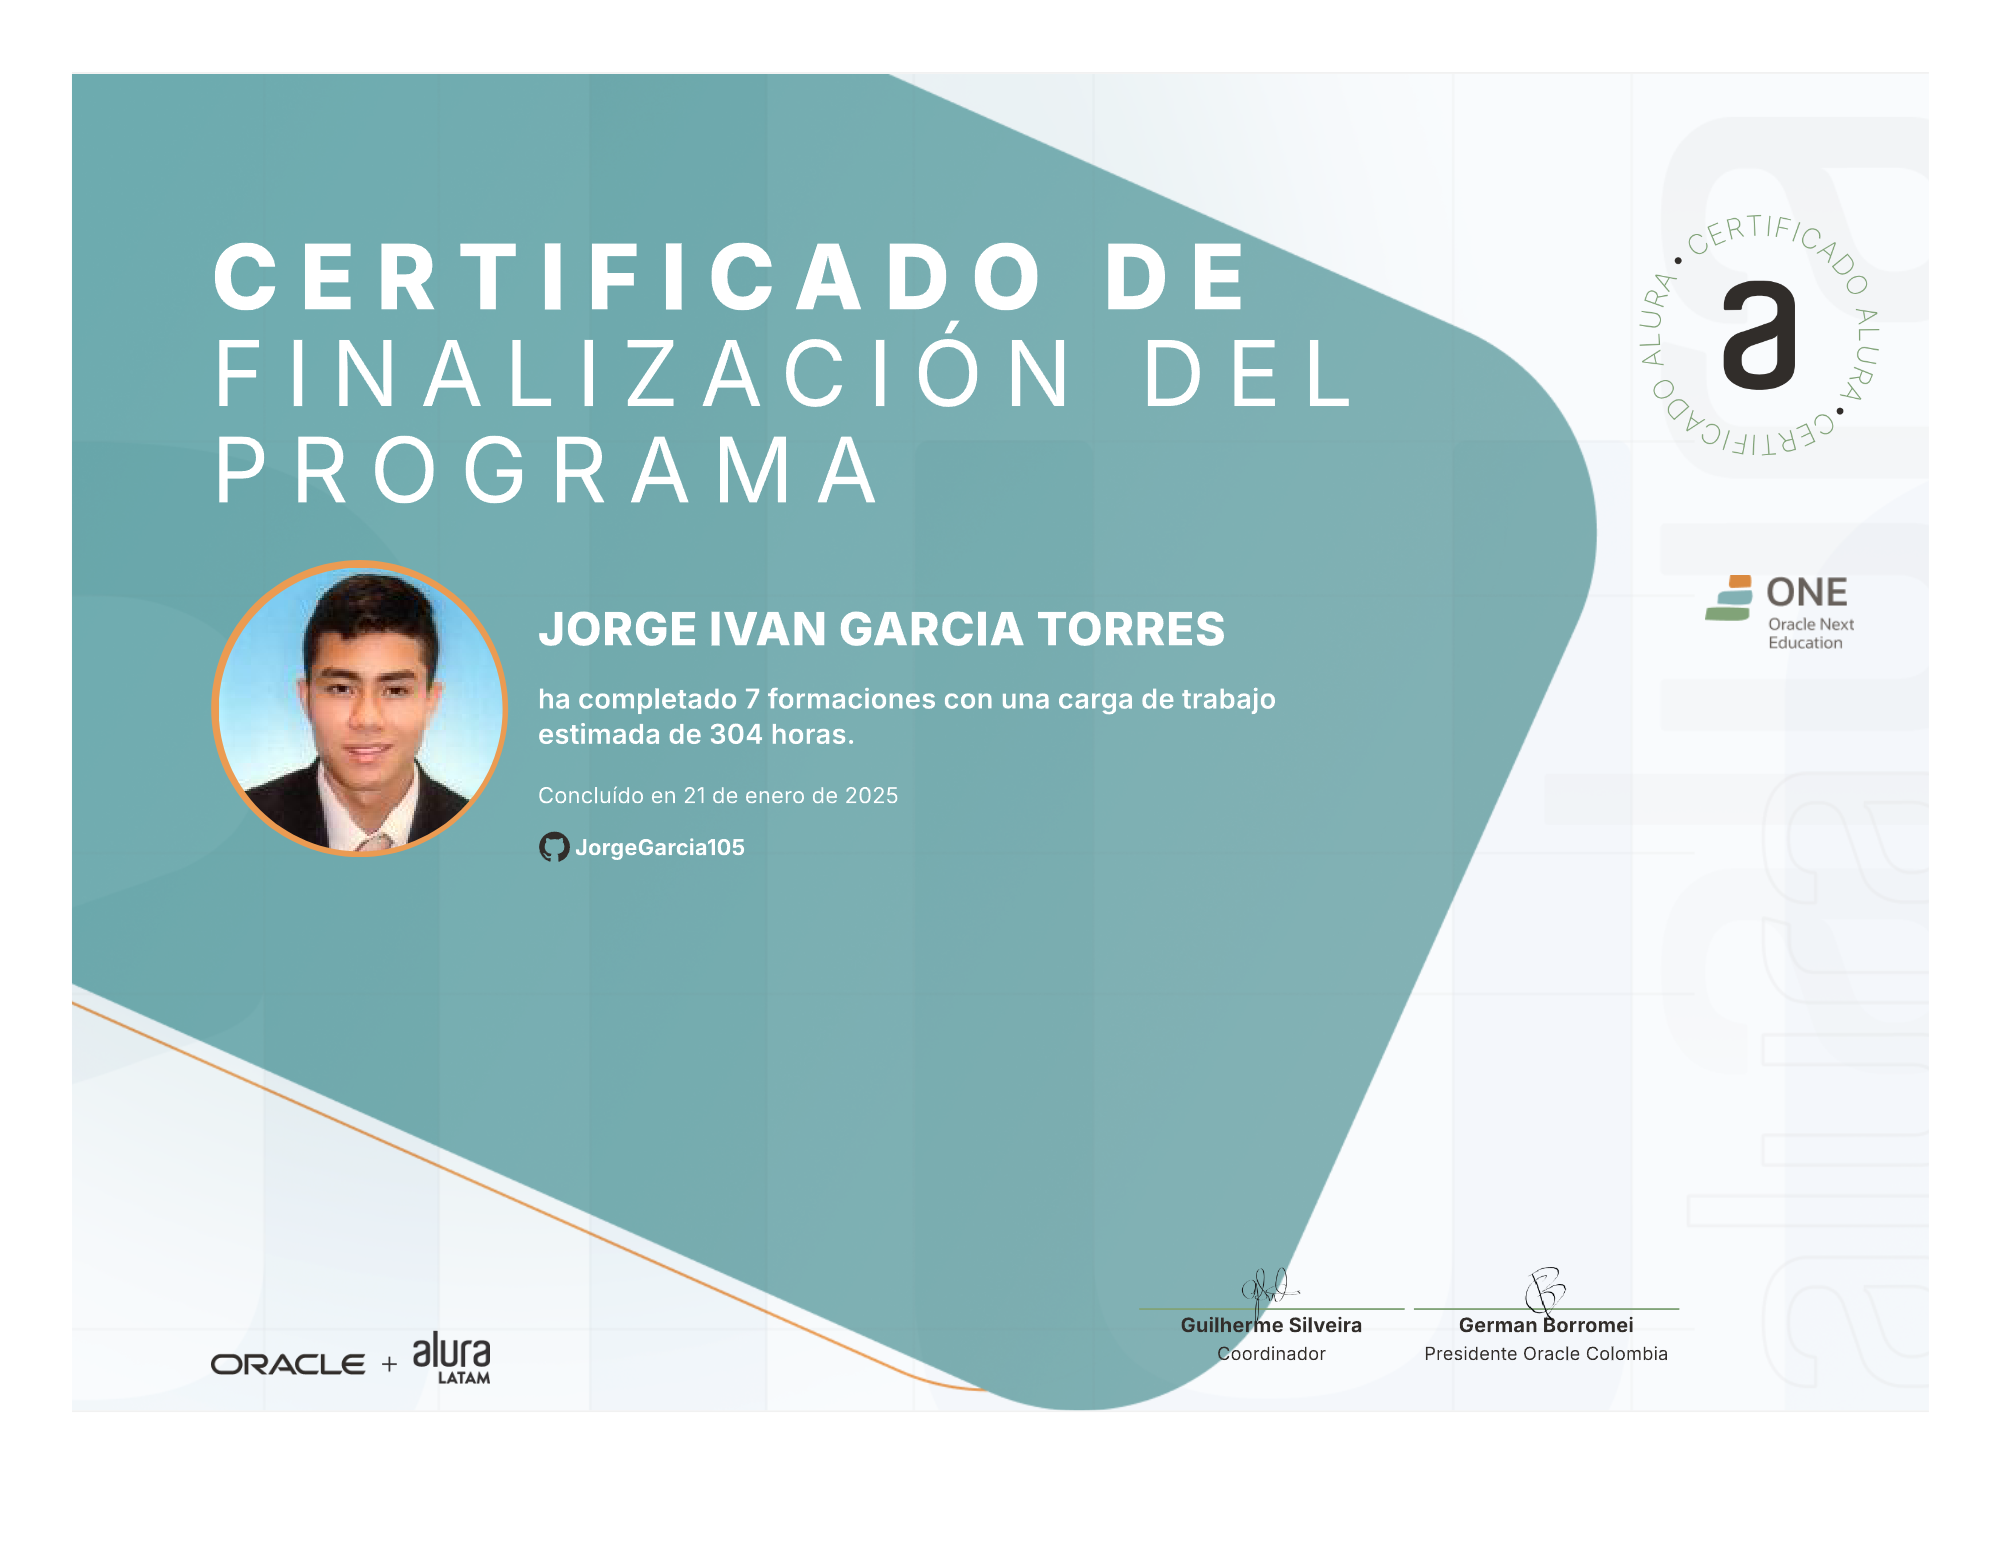 CERTIFICADO DE
FINALIZACIÓN DEL
PROGRAMA
CERTIFICADO ALURA • CERTIFICADO ALURA •
a
ONE
Oracle Next
Education
JORGE IVAN GARCIA TORRES
ha completado 7 formaciones con una carga de trabajo
estimada de 304 horas.
Concluído en 21 de enero de 2025
JorgeGarcia105
ORACLE + alura
LATAM
Guilherme Silveira
Coordinador
German Borromei
Presidente Oracle Colombia
alura
alura